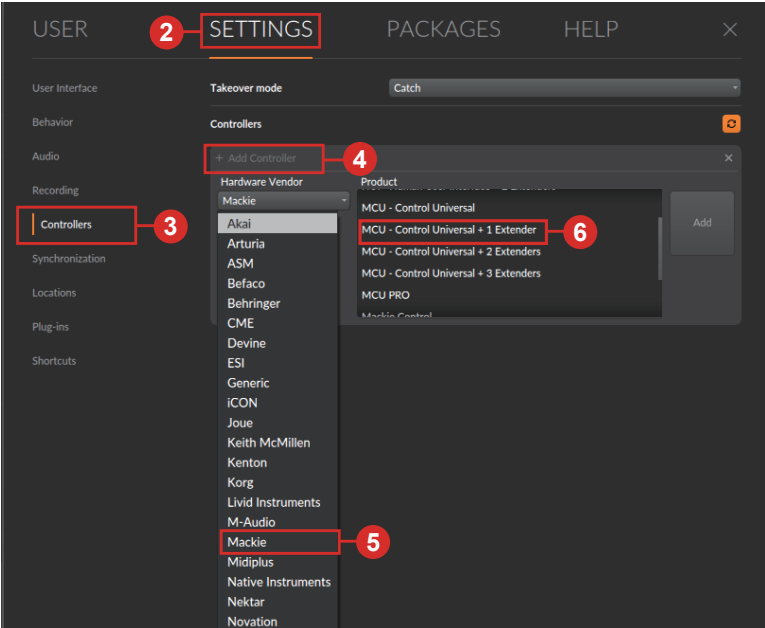 USER
2
SETTINGS
PACKAGES
HELP
User Interface
Behavior
Audio
Recording
Controllers
3
Synchronization
Locations
Plug-ins
Shortcuts
Takeover mode
Catch
Controllers
+ Add Controller
4
Hardware Vendor
Mackie
Akai
Arturia
ASM
Befaco
Behringer
CME
Devine
ESI
Generic
iCON
Joue
Keith McMillen
Kenton
Korg
Livid Instruments
M-Audio
Mackie
5
Midiplus
Native Instruments
Nektar
Novation
Product
MCU - Control Universal
MCU - Control Universal + 1 Extender
6
MCU - Control Universal + 2 Extenders
MCU - Control Universal + 3 Extenders
MCU PRO
Mackie Control
Add